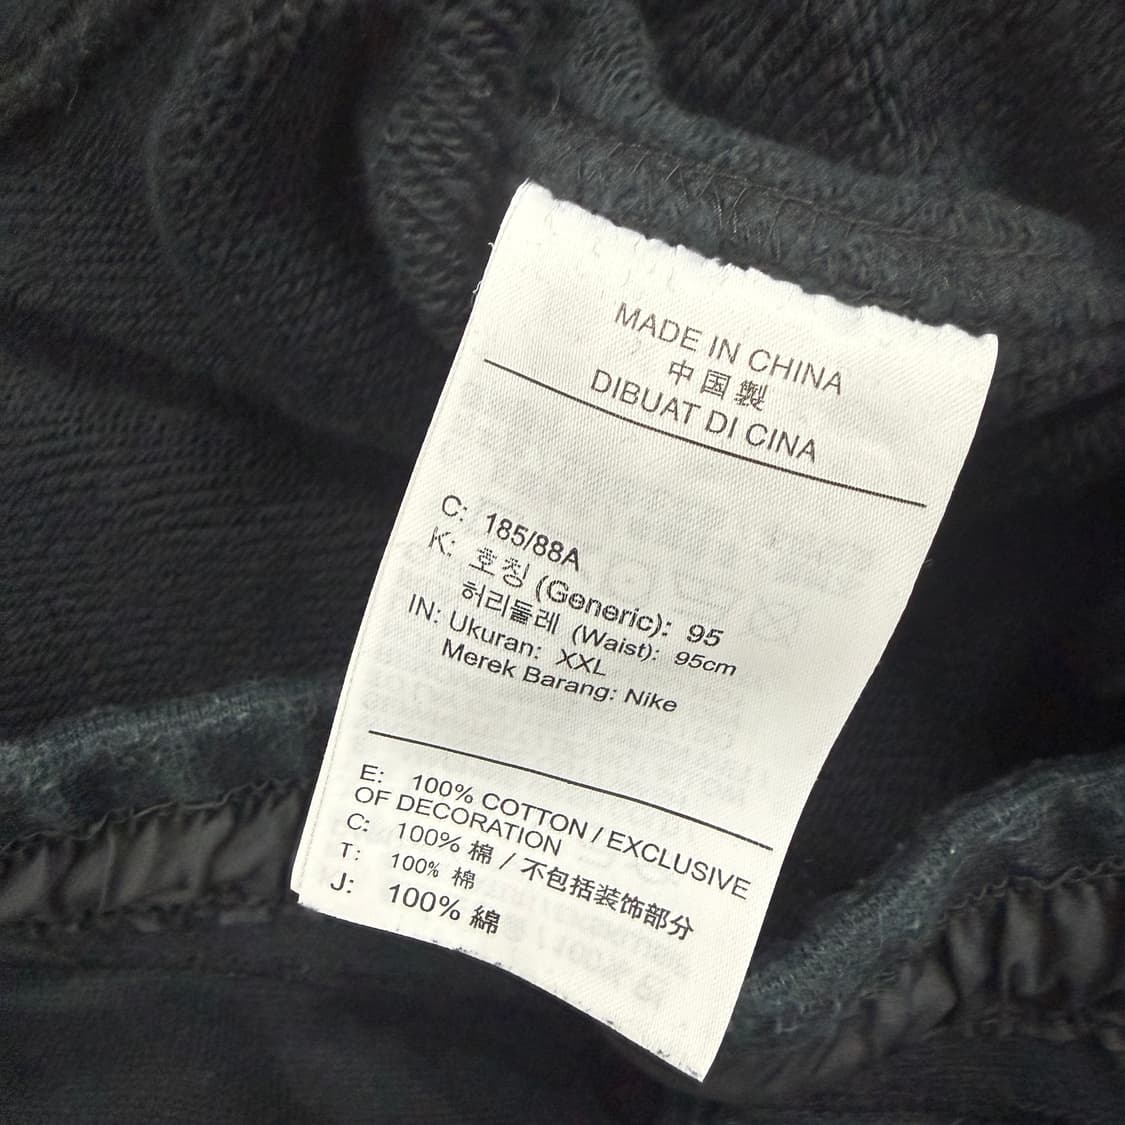 MADE IN CHINA
中国製
DIBUAT DI CINA
C: 185/88A
K: 호칭 (Generic): 95
허리둘레 (Waist): 95cm
IN: Ukuran: XXL
Merek Barang: Nike
E: 100% COTTON / EXCLUSIVE
OF DECORATION
C: 100% 棉 / 不包括装饰部分
T: 100% 棉
J: 100% 綿